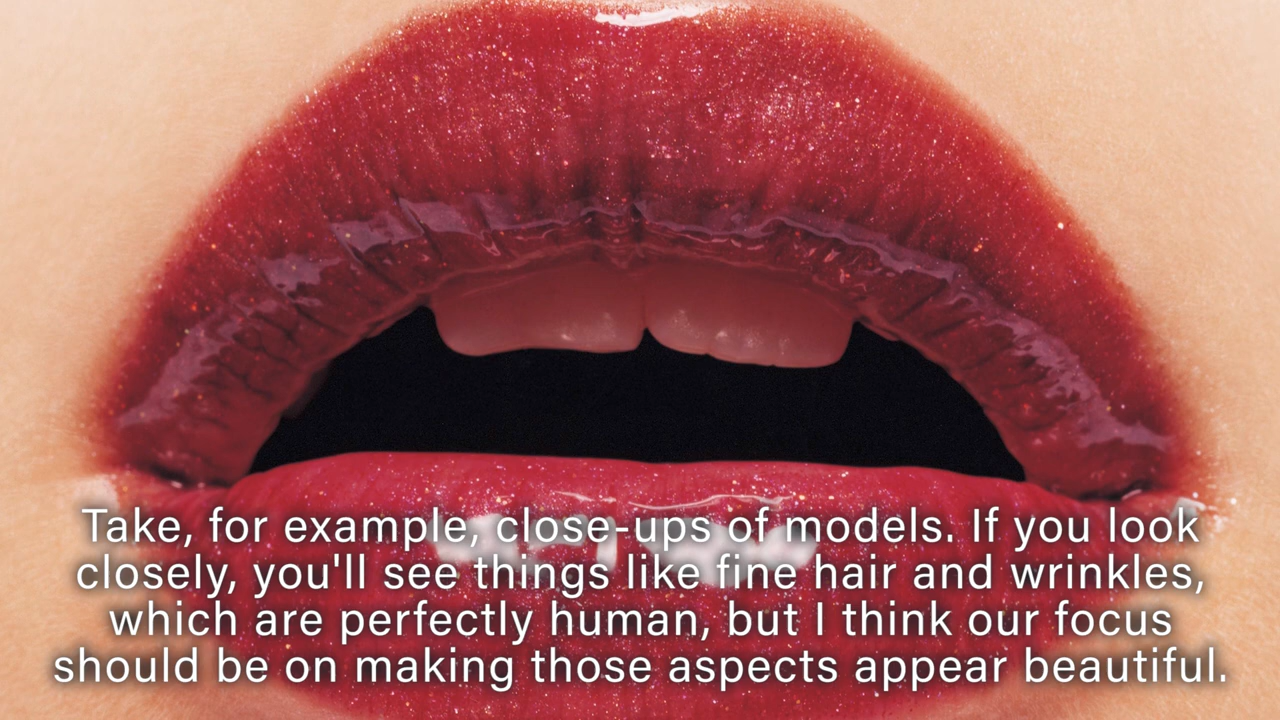 Take, for example, close-ups of models. If you look
closely, you'll see things like fine hair and wrinkles,
which are perfectly human, but I think our focus
should be on making those aspects appear beautiful.